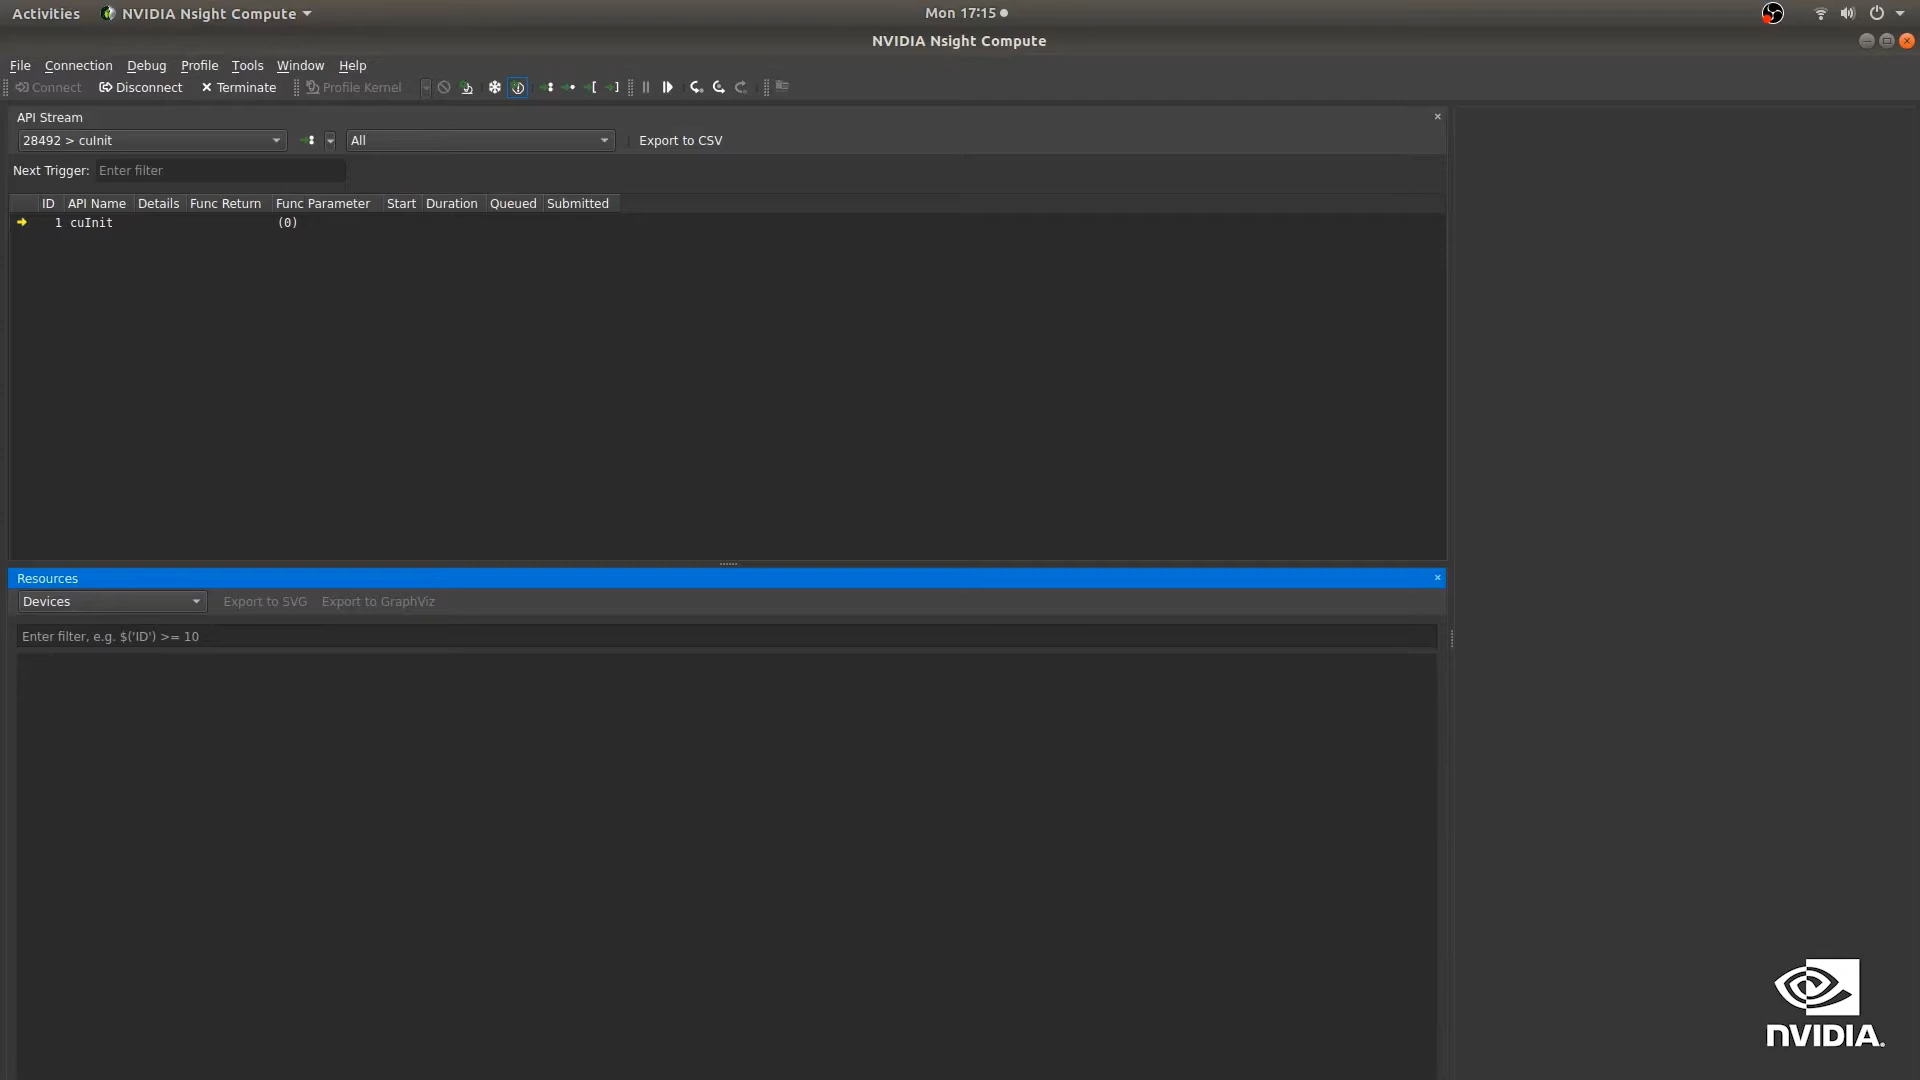 Activities NVIDIA Nsight Compute Mon 17:15
NVIDIA Nsight Compute
File Connection Debug Profile Tools Window Help
Connect Disconnect Terminate Profile Kernel
API Stream
28492 > cuInit All Export to CSV
Next Trigger: Enter filter
ID API Name Details Func Return Func Parameter Start Duration Queued Submitted
1 cuInit (0)
Resources
Devices Export to SVG Export to GraphViz
Enter filter, e.g. $('ID') >= 10
NVIDIA.